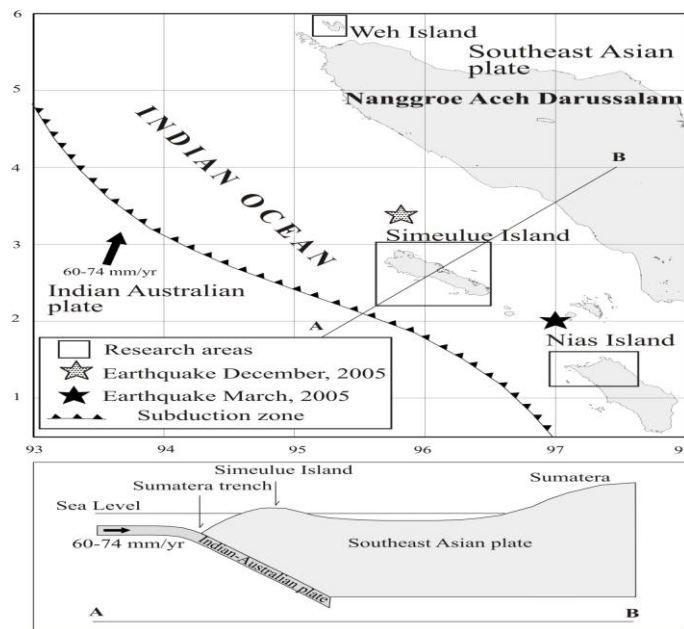 6
5
4
3
2
1
93
94
95
96
97
9
Weh Island
Southeast Asian
plate
Nanggroe Aceh Darussalam
INDIAN OCEAN
B
Simeulue Island
60-74 mm/yr
Indian Australian
plate
A
Nias Island
Research areas
Earthquake December, 2005
Earthquake March, 2005
Subduction zone
Simeulue Island
Sumatera trench
Sumatera
Sea Level
60-74 mm/yr
Indian-Australian plate
Southeast Asian plate
A
B